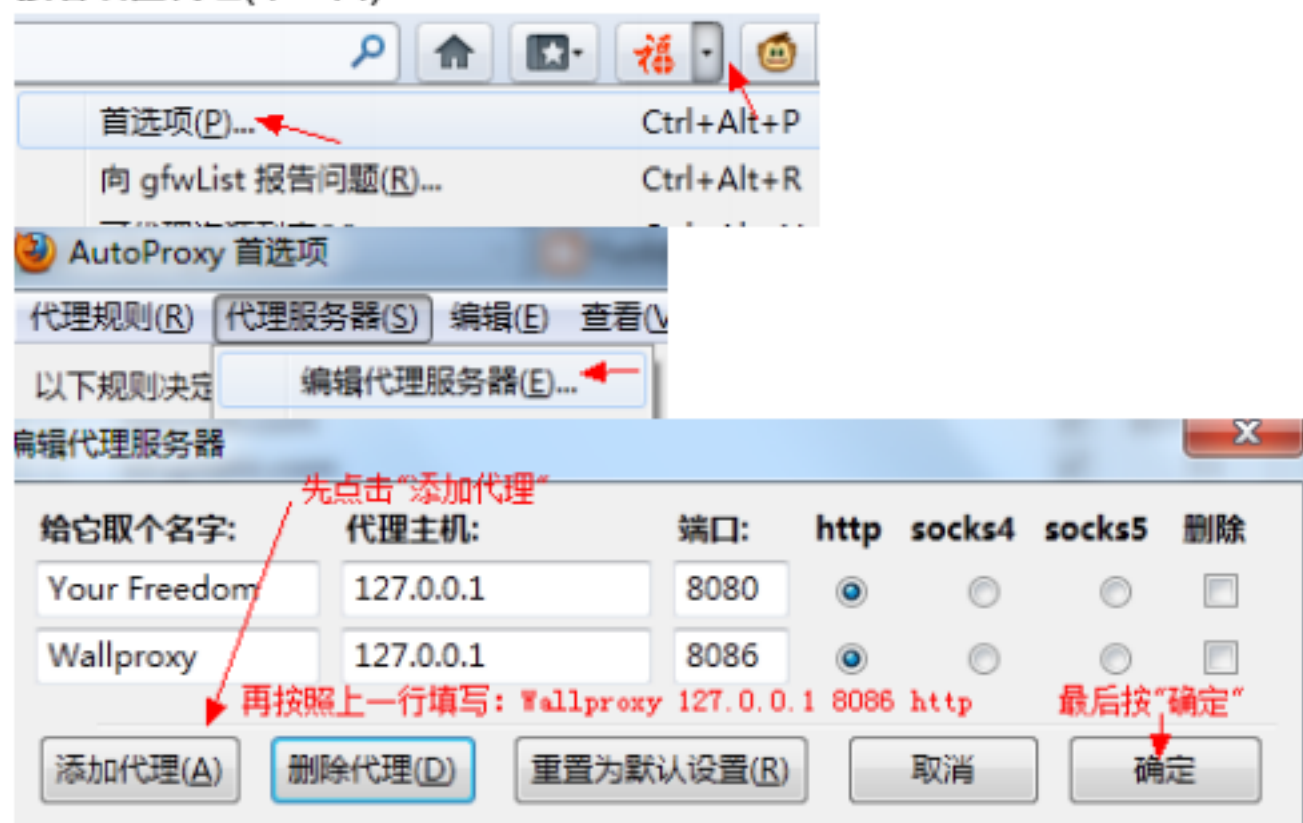 福
首选项(P)... Ctrl+Alt+P
向 gfwList 报告问题(R)... Ctrl+Alt+R
AutoProxy 首选项
代理规则(R) 代理服务器(S) 编辑(E) 查看(V
以下规则决定
编辑代理服务器(E)...
编辑代理服务器
先点击“添加代理”
给它取个名字: 代理主机: 端口: http socks4 socks5 删除
Your Freedom 127.0.0.1 8080
Wallproxy 127.0.0.1 8086
再按照上一行填写: Wallproxy 127.0.0.1 8086 http 最后按“确定”
添加代理(A) 删除代理(D) 重置为默认设置(R) 取消 确定